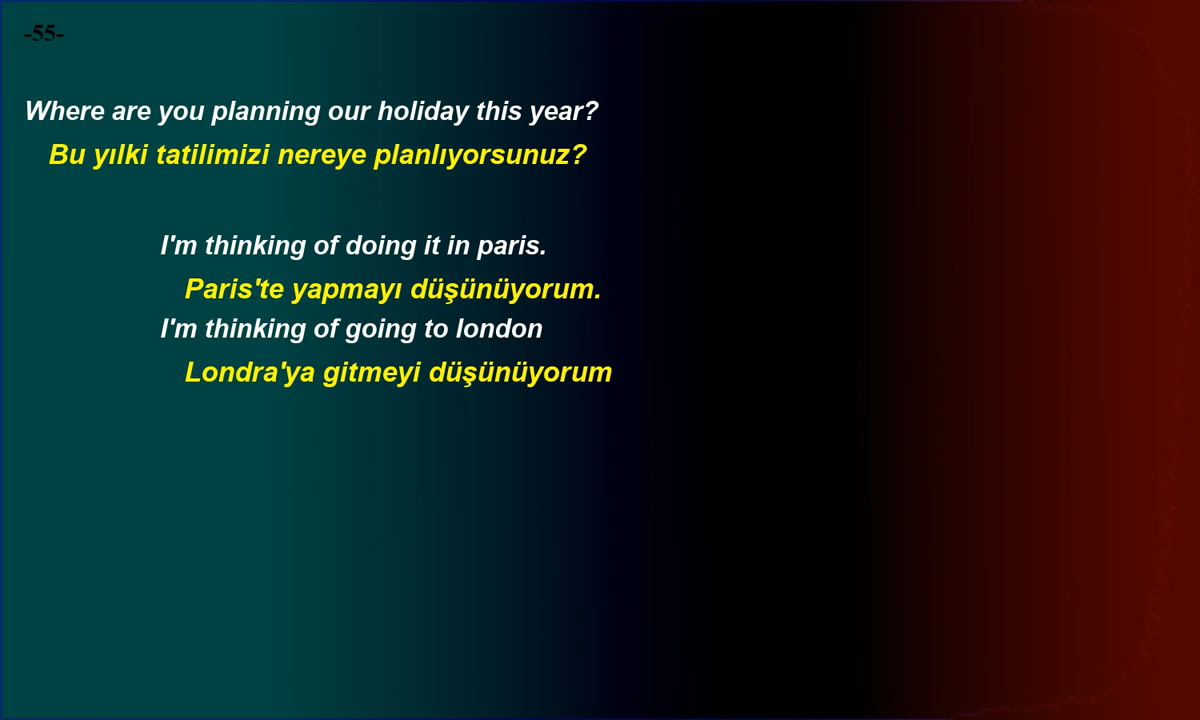 -55-
Where are you planning our holiday this year?
Bu yılki tatilimizi nereye planlıyorsunuz?
I'm thinking of doing it in paris.
Paris'te yapmayı düşünüyorum.
I'm thinking of going to london
Londra'ya gitmeyi düşünüyorum